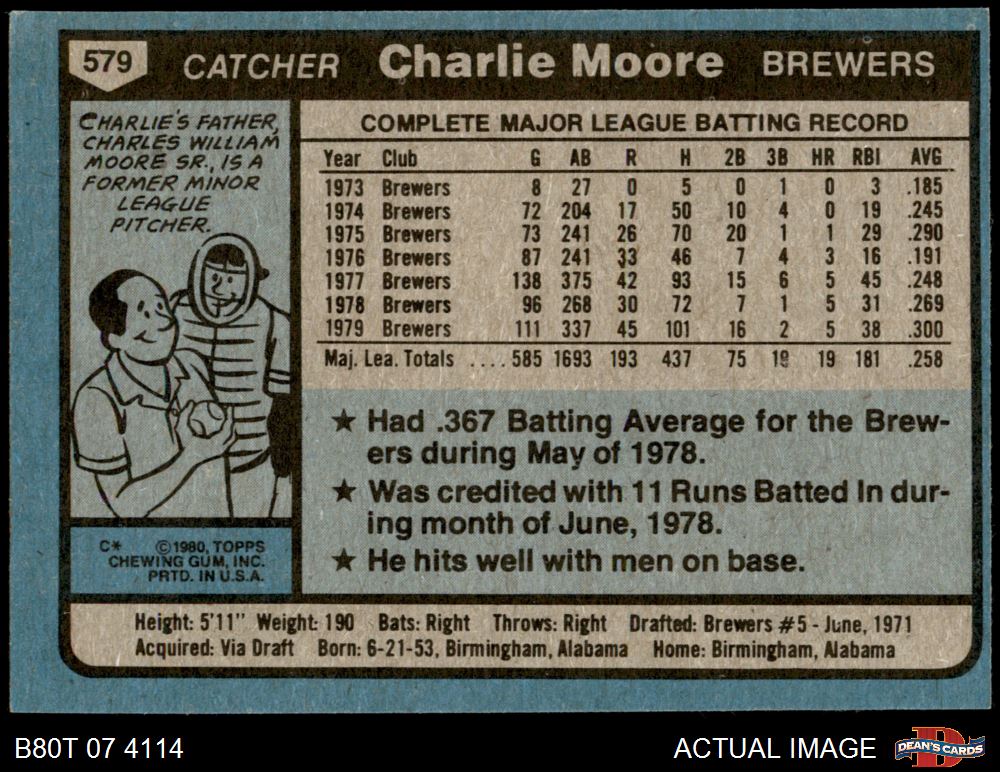 579 CATCHER Charlie Moore BREWERS
CHARLIE'S FATHER,
CHARLES WILLIAM
MOORE SR., IS A
FORMER MINOR
LEAGUE
PITCHER.
C* ©1980, TOPPS
CHEWING GUM, INC.
PRTD. IN U.S.A.
COMPLETE MAJOR LEAGUE BATTING RECORD
Year Club G AB R H 2B 3B HR RBI AVG
1973 Brewers 8 27 0 5 0 1 0 3 .185
1974 Brewers 72 204 17 50 10 4 0 19 .245
1975 Brewers 73 241 26 70 20 1 1 29 .290
1976 Brewers 87 241 33 46 7 4 3 16 .191
1977 Brewers 138 375 42 93 15 6 5 45 .248
1978 Brewers 96 268 30 72 7 1 5 31 .269
1979 Brewers 111 337 45 101 16 2 5 38 .300
Maj. Lea. Totals .... 585 1693 193 437 75 19 19 181 .258
★ Had .367 Batting Average for the Brew-
ers during May of 1978.
★ Was credited with 11 Runs Batted In dur-
ing month of June, 1978.
★ He hits well with men on base.
Height: 5'11" Weight: 190 Bats: Right Throws: Right Drafted: Brewers #5 - June, 1971
Acquired: Via Draft Born: 6-21-53, Birmingham, Alabama Home: Birmingham, Alabama
B80T 07 4114 ACTUAL IMAGE D DEAN'S CARDS